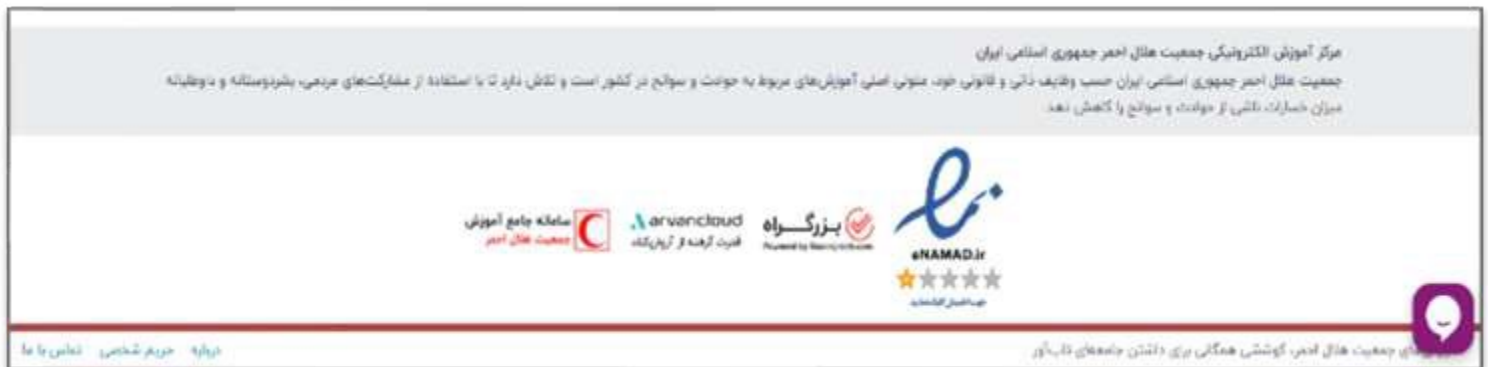 مرکز آموزش الکترونیکی جمعیت هلال احمر جمهوری اسلامی ایران
جمعیت هلال احمر جمهوری اسلامی ایران حسب وظایف ذاتی و قانونی خود، متولی اصلی آموزش‌های مربوط به حوادث و سوانح در کشور است و تلاش دارد تا با استفاده از مشارکت‌های مردمی، بشردوستانه و داوطلبانه
میزان خسارات ناشی از حوادث و سوانح را کاهش دهد
eNAMAD.ir
بزرگـــراه
Powered by
arvancloud
قدرت گرفته از آروان‌کلاد
سامانه جامع آموزش
جمعیت هلال احمر
جمعیت هلال احمر، کوششی همگانی برای داشتن جامعه‌ای تاب‌آور
درباره حریم شخصی تماس با ما